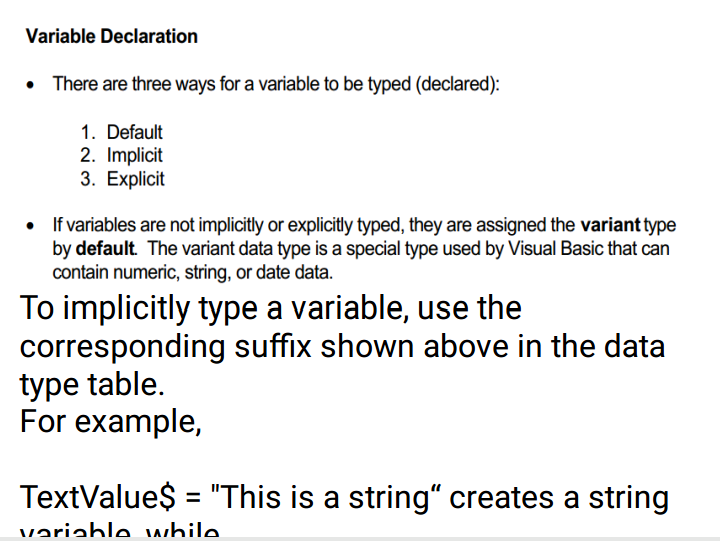 Variable Declaration
• There are three ways for a variable to be typed (declared):
1. Default
2. Implicit
3. Explicit
• If variables are not implicitly or explicitly typed, they are assigned the variant type
by default. The variant data type is a special type used by Visual Basic that can
contain numeric, string, or date data.
To implicitly type a variable, use the
corresponding suffix shown above in the data
type table.
For example,
TextValue$ = "This is a string“ creates a string
variable, while